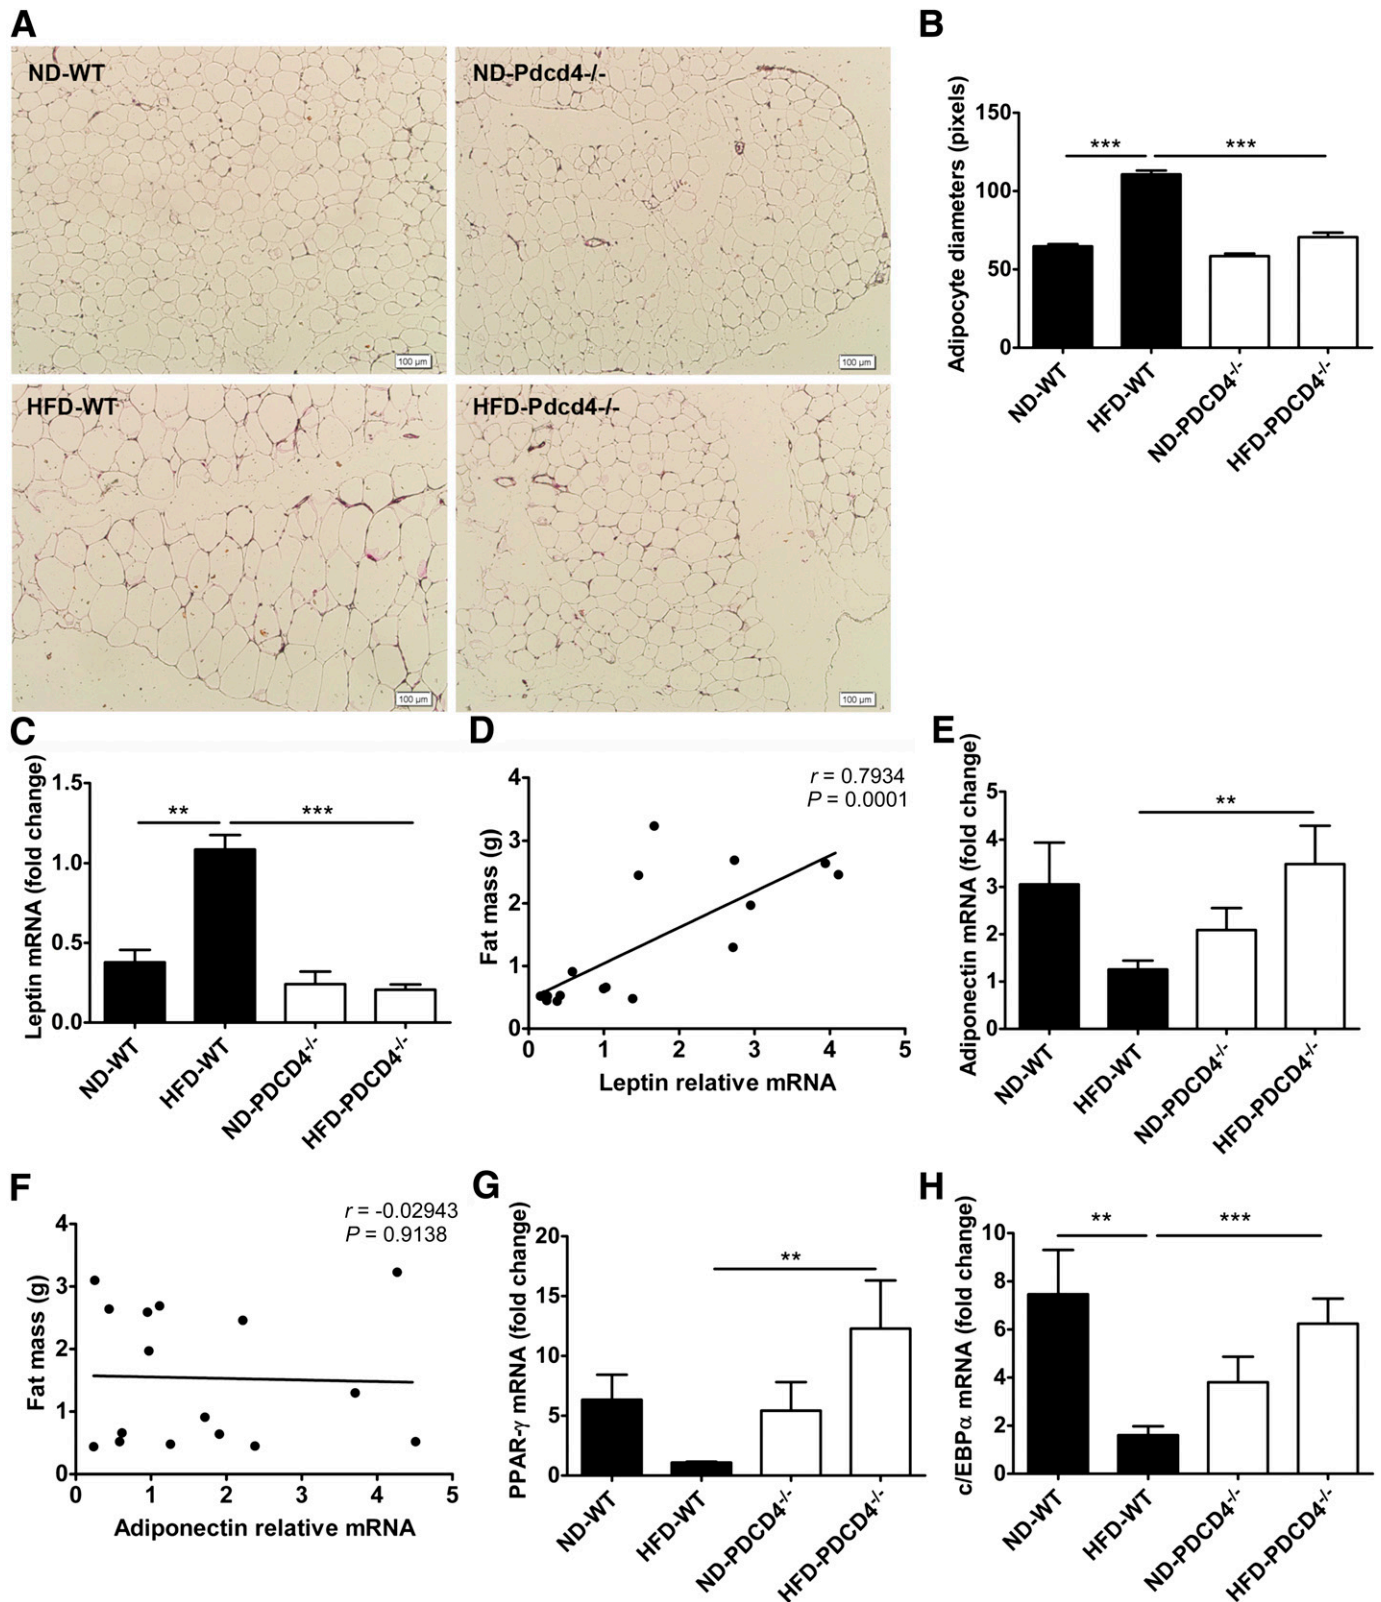 A
ND-WT
ND-Pdcd4-/-
100 µm
100 µm
HFD-WT
HFD-Pdcd4-/-
100 µm
100 µm
B
Adipocyte diameters (pixels)
150
100
50
0
***
***
ND-WT
HFD-WT
ND-PDCD4-/-
HFD-PDCD4-/-
C
Leptin mRNA (fold change)
1.5
1.0
0.5
0.0
**
***
ND-WT
HFD-WT
ND-PDCD4-/-
HFD-PDCD4-/-
D
r = 0.7934
P = 0.0001
Fat mass (g)
4
3
2
1
0
0 1 2 3 4 5
Leptin relative mRNA
E
Adiponectin mRNA (fold change)
5
4
3
2
1
0
**
ND-WT
HFD-WT
ND-PDCD4-/-
HFD-PDCD4-/-
F
r = -0.02943
P = 0.9138
Fat mass (g)
4
3
2
1
0
0 1 2 3 4 5
Adiponectin relative mRNA
G
PPAR-γ mRNA (fold change)
20
15
10
5
0
**
ND-WT
HFD-WT
ND-PDCD4-/-
HFD-PDCD4-/-
H
c/EBPα mRNA (fold change)
10
8
6
4
2
0
**
***
ND-WT
HFD-WT
ND-PDCD4-/-
HFD-PDCD4-/-